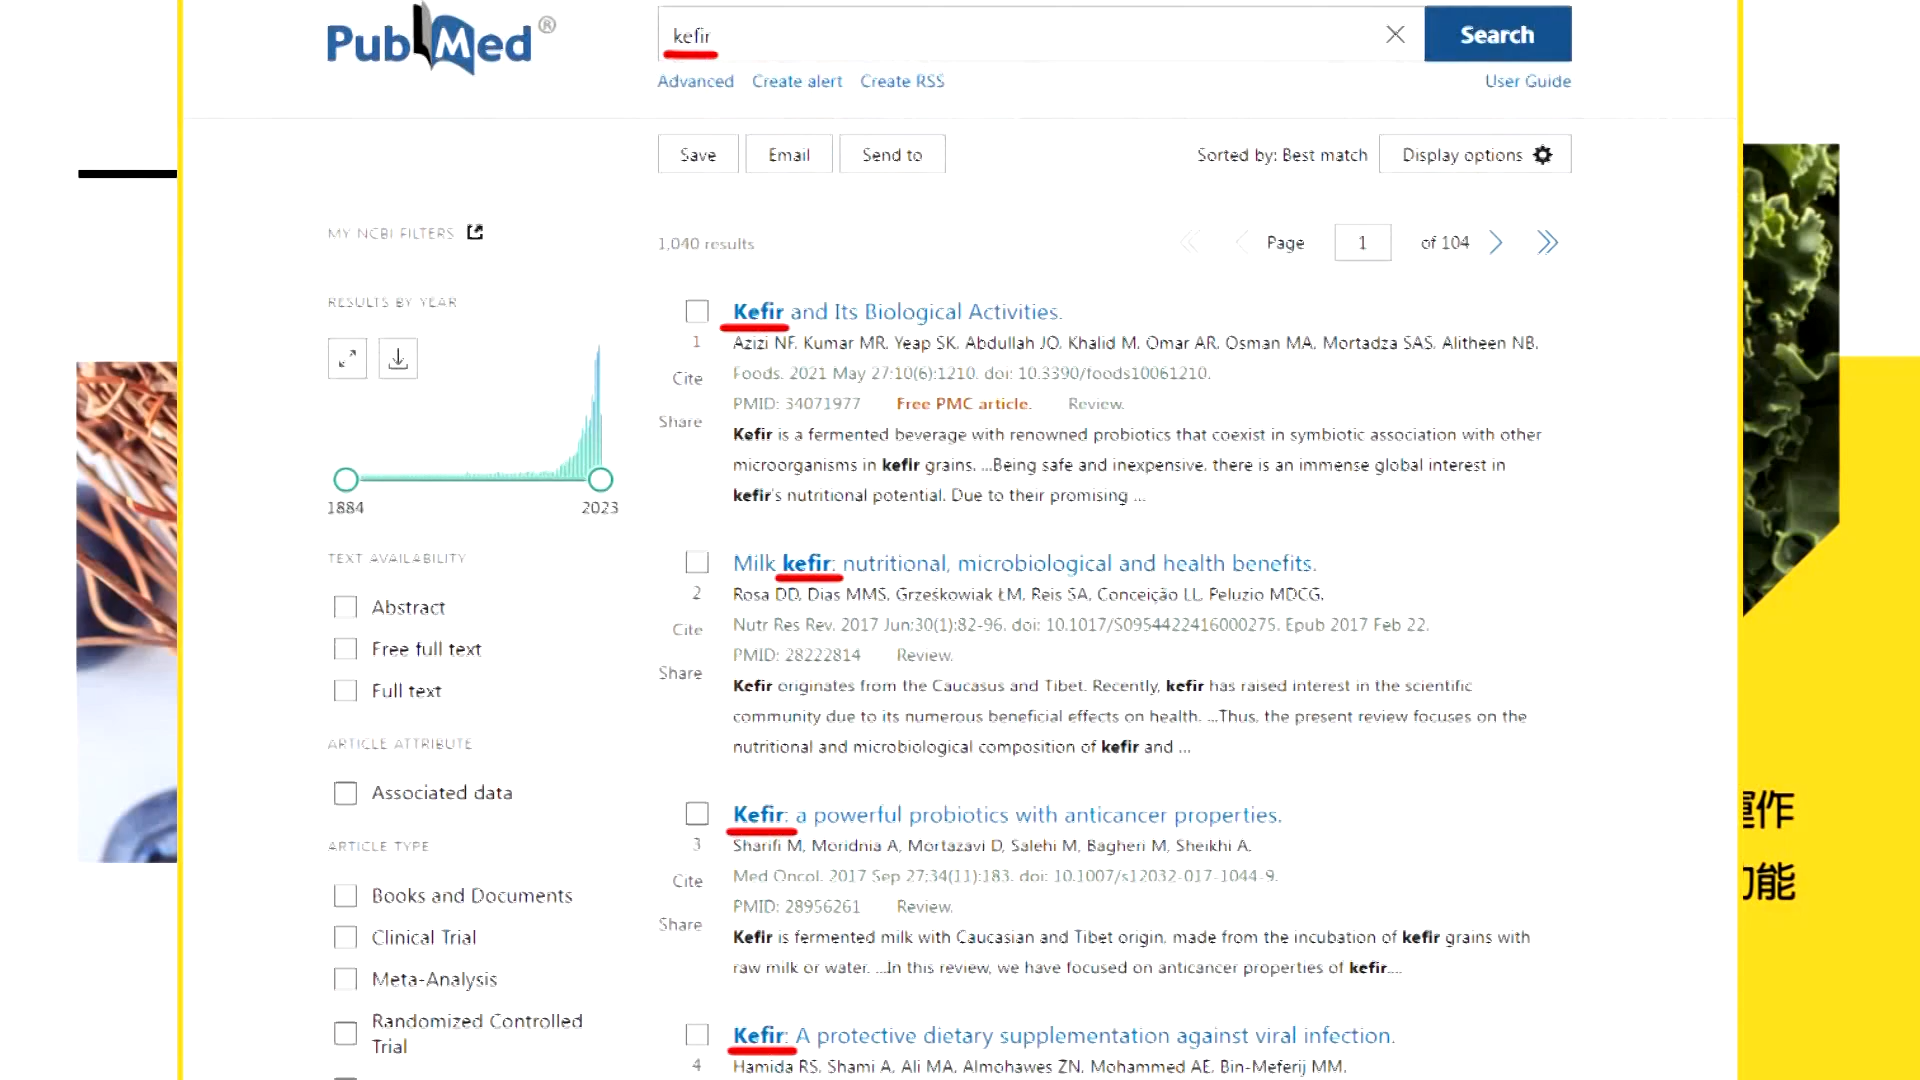 PubMed®
kefir
Search
Advanced Create alert Create RSS
User Guide
Save Email Send to
Sorted by: Best match
Display options
MY NCBI FILTERS
1,040 results
Page 1 of 104
RESULTS BY YEAR
1884 2023
TEXT AVAILABILITY
Abstract
Free full text
Full text
ARTICLE ATTRIBUTE
Associated data
ARTICLE TYPE
Books and Documents
Clinical Trial
Meta-Analysis
Randomized Controlled
Trial
Kefir and Its Biological Activities.
1
Cite
Share
Azizi NF, Kumar MR, Yeap SK, Abdullah JO, Khalid M, Omar AR, Osman MA, Mortadza SAS, Alitheen NB.
Foods. 2021 May 27;10(6):1210. doi: 10.3390/foods10061210.
PMID: 34071977 Free PMC article. Review.
Kefir is a fermented beverage with renowned probiotics that coexist in symbiotic association with other
microorganisms in kefir grains. ...Being safe and inexpensive, there is an immense global interest in
kefir's nutritional potential. Due to their promising ...
Milk kefir: nutritional, microbiological and health benefits.
2
Cite
Share
Rosa DD, Dias MMS, Grześkowiak ŁM, Reis SA, Conceição LL, Peluzio MDCG.
Nutr Res Rev. 2017 Jun;30(1):82-96. doi: 10.1017/S0954422416000275. Epub 2017 Feb 22.
PMID: 28222814 Review.
Kefir originates from the Caucasus and Tibet. Recently, kefir has raised interest in the scientific
community due to its numerous beneficial effects on health. ...Thus, the present review focuses on the
nutritional and microbiological composition of kefir and ...
Kefir: a powerful probiotics with anticancer properties.
3
Cite
Share
Sharifi M, Moridnia A, Mortazavi D, Salehi M, Bagheri M, Sheikhi A.
Med Oncol. 2017 Sep 27;34(11):183. doi: 10.1007/s12032-017-1044-9.
PMID: 28956261 Review.
Kefir is fermented milk with Caucasian and Tibet origin, made from the incubation of kefir grains with
raw milk or water. ...In this review, we have focused on anticancer properties of kefir....
Kefir: A protective dietary supplementation against viral infection.
4
Hamida RS, Shami A, Ali MA, Almohawes ZN, Mohammed AE, Bin-Meferij MM.
作
能